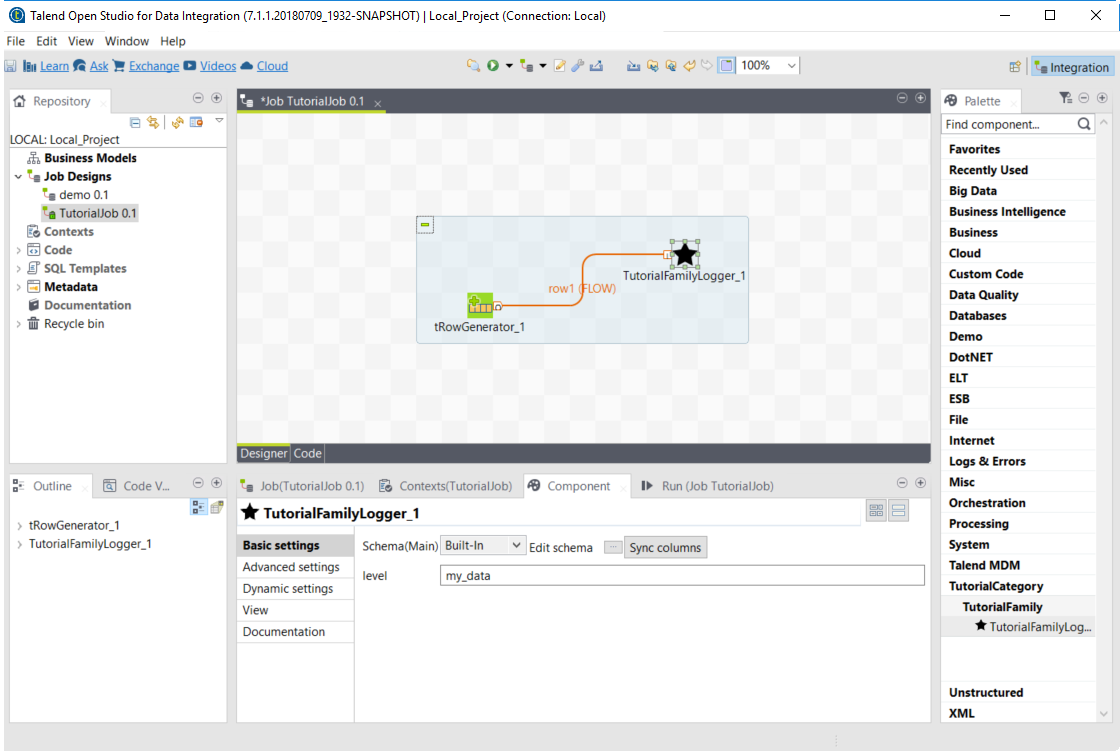 Talend Open Studio for Data Integration (7.1.1.20180709_1932-SNAPSHOT) | Local_Project (Connection: Local)
File Edit View Window Help
Learn Ask Exchange Videos Cloud 100% Integration
Repository
LOCAL: Local_Project
Business Models
Job Designs
demo 0.1
TutorialJob 0.1
Contexts
Code
SQL Templates
Metadata
Documentation
Recycle bin
*Job TutorialJob 0.1
TutorialFamilyLogger_1
row1 (FLOW)
tRowGenerator_1
Designer Code
Palette
Find component...
Favorites
Recently Used
Big Data
Business Intelligence
Business
Cloud
Custom Code
Data Quality
Databases
Demo
DotNET
ELT
ESB
File
Internet
Logs & Errors
Misc
Orchestration
Processing
System
Talend MDM
TutorialCategory
TutorialFamily
TutorialFamilyLog...
Unstructured
XML
Outline Code V...
tRowGenerator_1
TutorialFamilyLogger_1
Job(TutorialJob 0.1) Contexts(TutorialJob) Component Run (Job TutorialJob)
TutorialFamilyLogger_1
Basic settings
Advanced settings
Dynamic settings
View
Documentation
Schema(Main) Built-In Edit schema ... Sync columns
level my_data